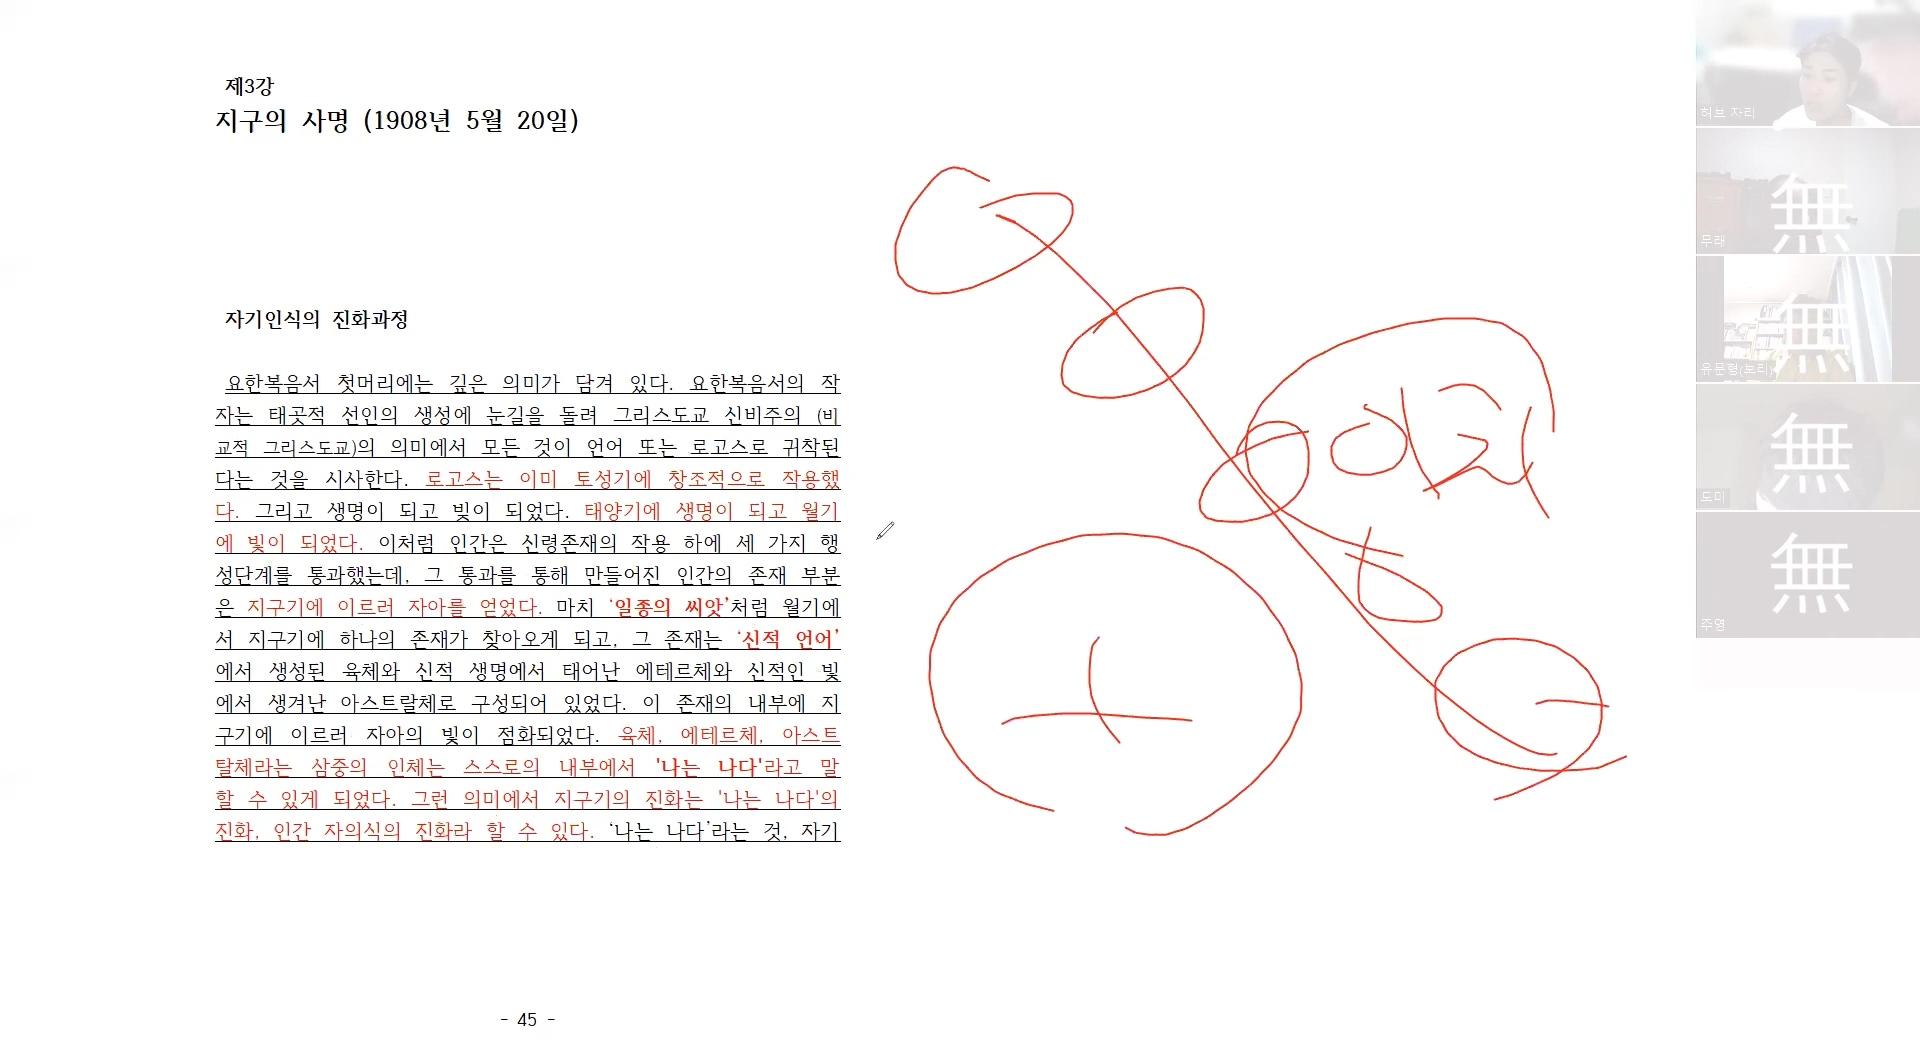 제3강
지구의 사명 (1908년 5월 20일)
자기인식의 진화과정
요한복음서 첫머리에는 깊은 의미가 담겨 있다. 요한복음서의 작
자는 태곳적 선인의 생성에 눈길을 돌려 그리스도교 신비주의 (비
교적 그리스도교)의 의미에서 모든 것이 언어 또는 로고스로 귀착된
다는 것을 시사한다. 로고스는 이미 토성기에 창조적으로 작용했
다. 그리고 생명이 되고 빚이 되었다. 태양기에 생명이 되고 월기
에 빛이 되었다. 이처럼 인간은 신령존재의 작용 하에 세 가지 행
성단계를 통과했는데, 그 통과를 통해 만들어진 인간의 존재 부분
은 지구기에 이르러 자아를 얻었다. 마치 ‘일종의 씨앗’처럼 월기에
서 지구기에 하나의 존재가 찾아오게 되고, 그 존재는 ‘신적 언어’
에서 생성된 육체와 신적 생명에서 태어난 에테르체와 신적인 빛
에서 생겨난 아스트랄체로 구성되어 있었다. 이 존재의 내부에 지
구기에 이르러 자아의 빛이 점화되었다. 육체, 에테르체, 아스트
랄체라는 삼중의 인체는 스스로의 내부에서 '나는 나다'라고 말
할 수 있게 되었다. 그런 의미에서 지구기의 진화는 '나는 나다'의
진화, 인간 자의식의 진화라 할 수 있다. ‘나는 나다’라는 것, 자기
- 45 -
허브 자리
無
무래
無
유문형(보리)
無
도미
無
주영